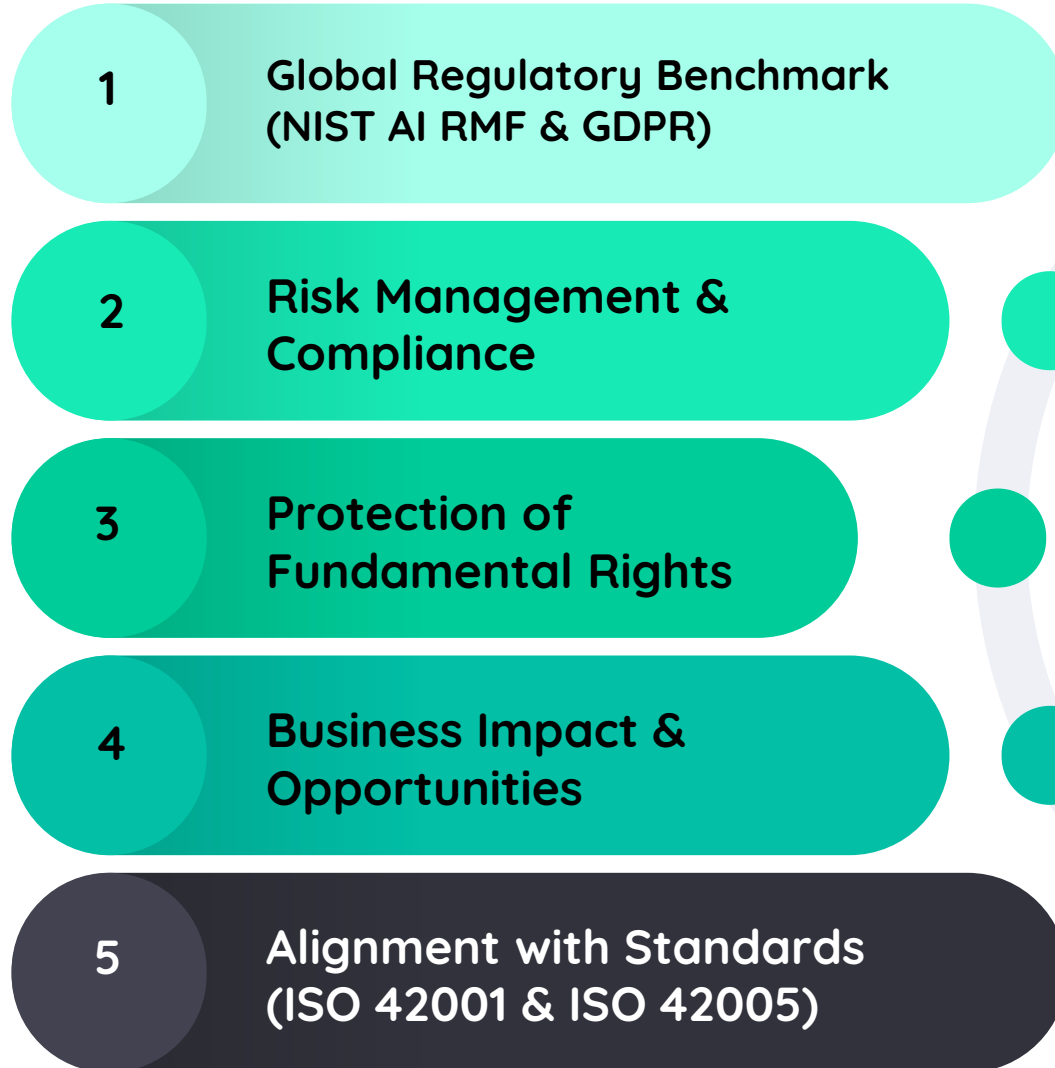 1
Global Regulatory Benchmark
(NIST AI RMF & GDPR)
2
Risk Management &
Compliance
3
Protection of
Fundamental Rights
4
Business Impact &
Opportunities
5
Alignment with Standards
(ISO 42001 & ISO 42005)